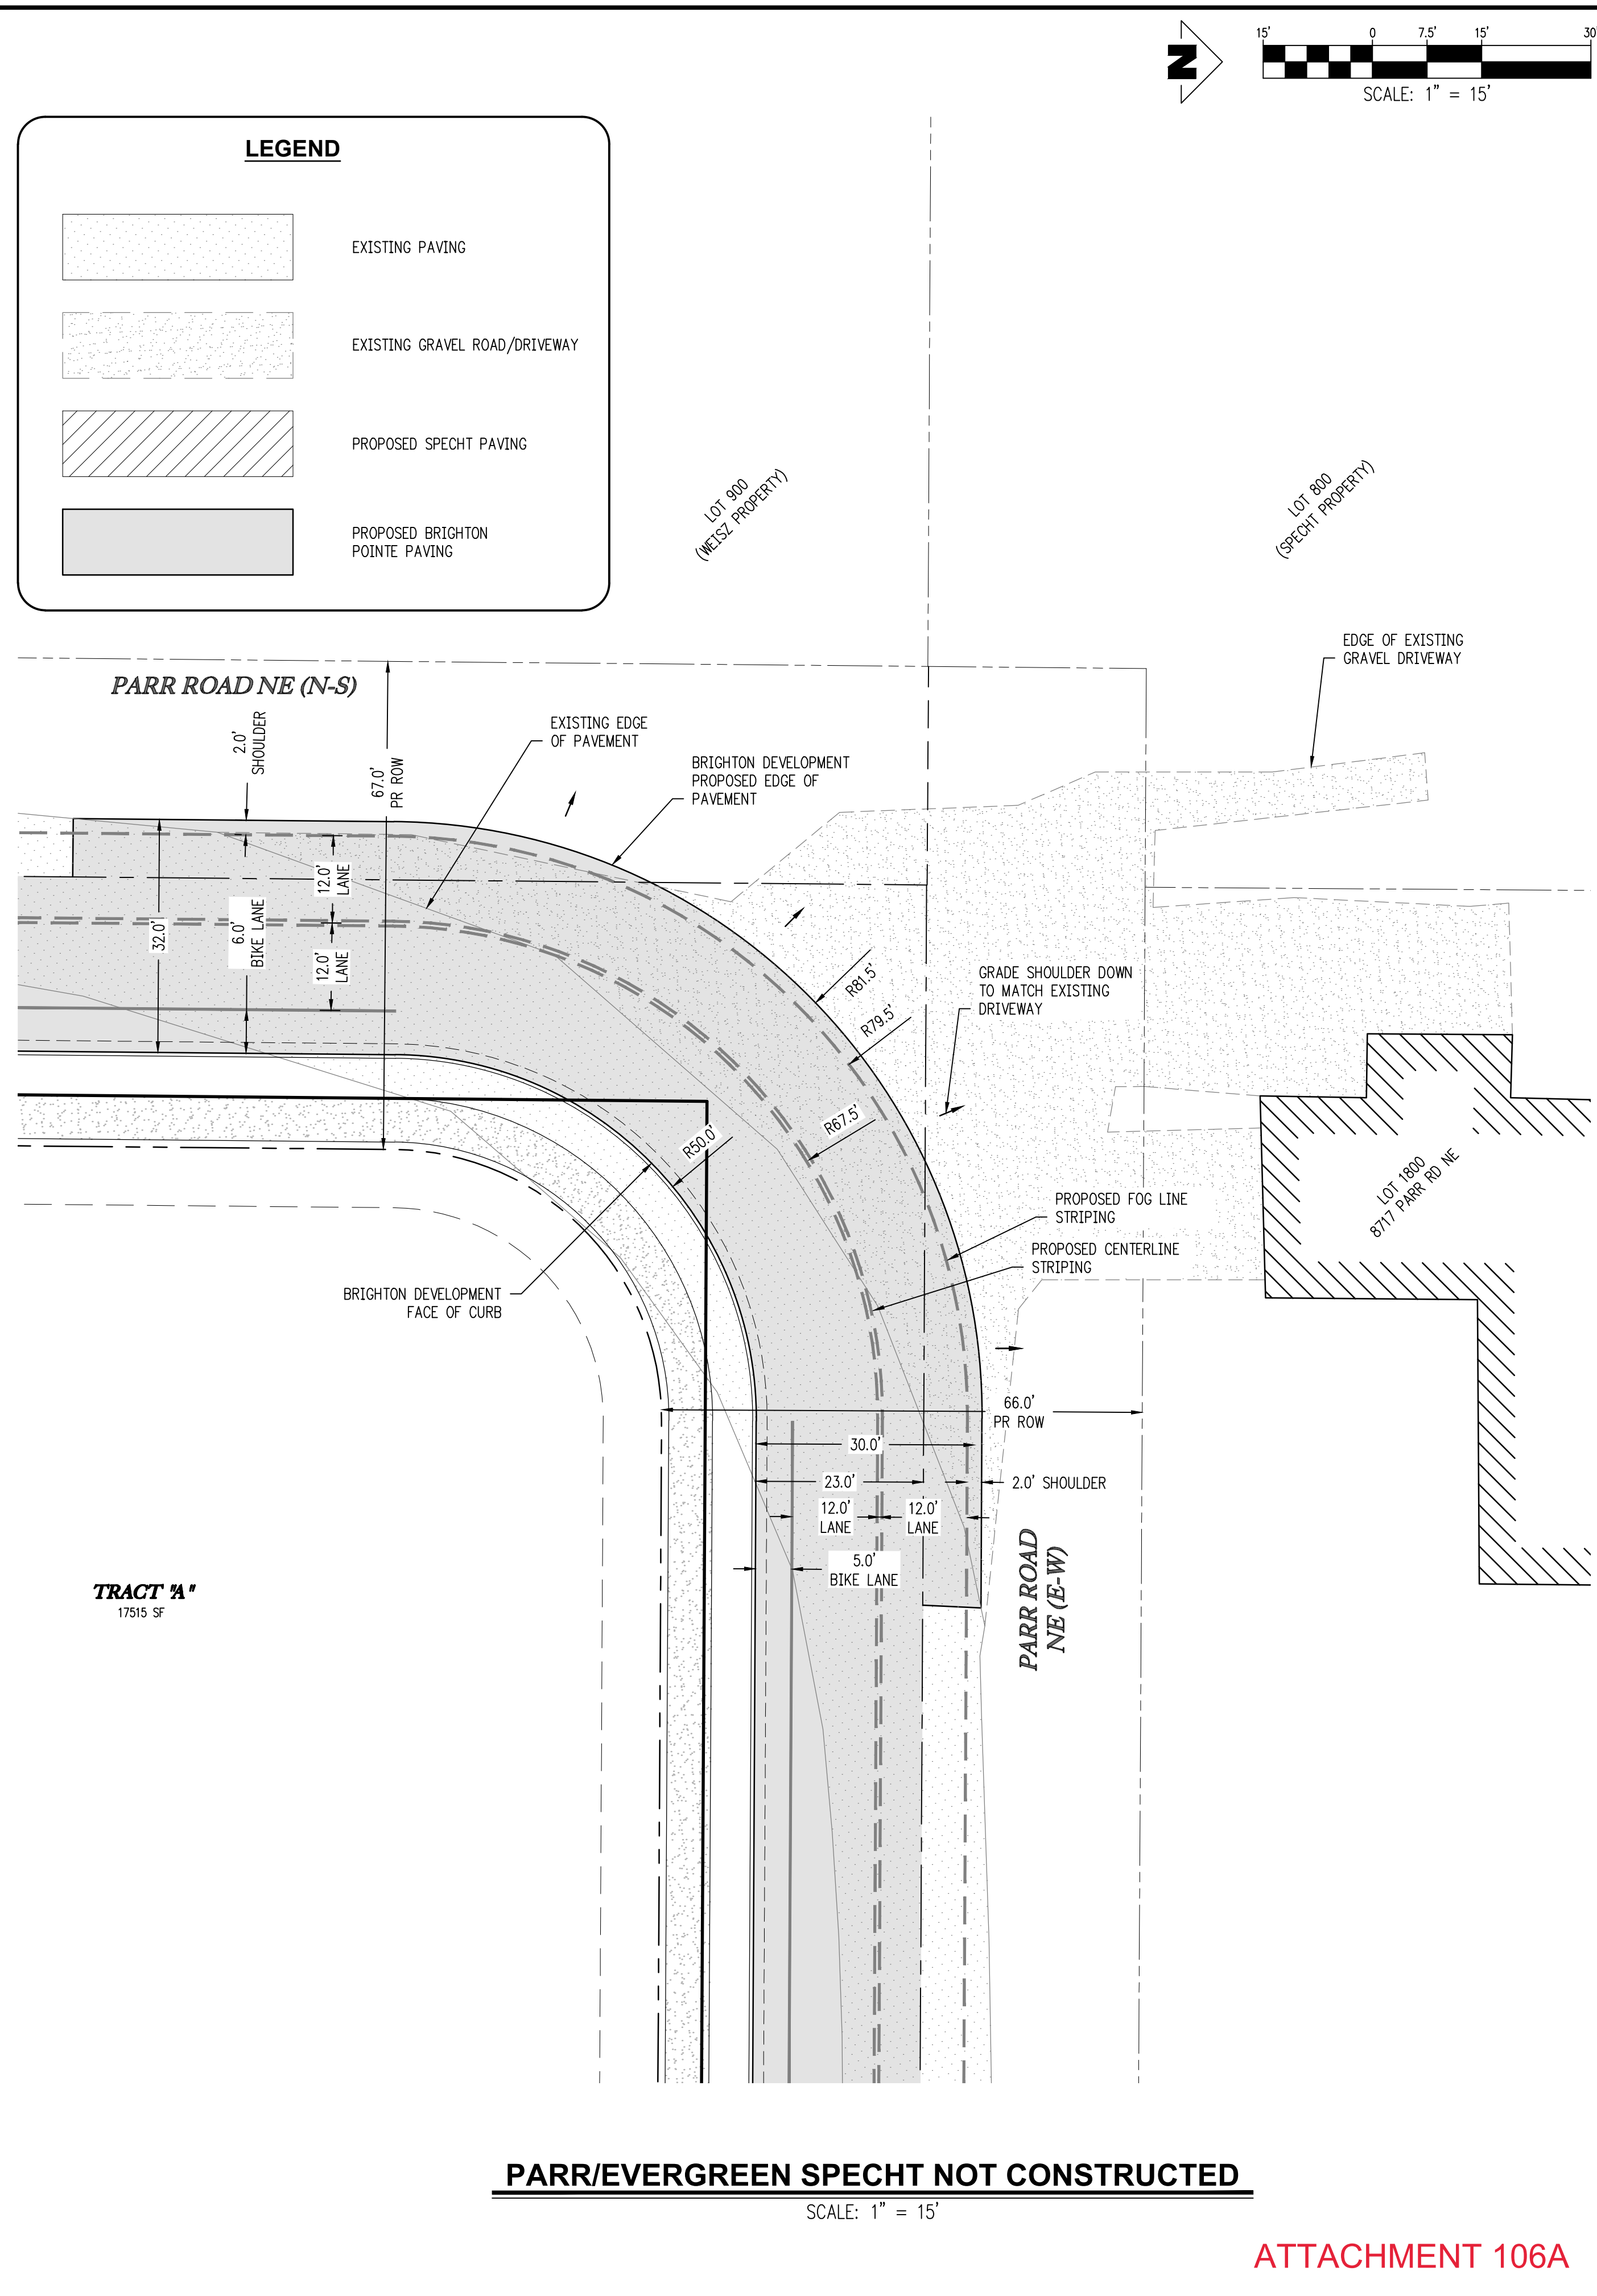 N
15' 0 7.5' 15' 30'
SCALE: 1" = 15'
LEGEND
EXISTING PAVING
EXISTING GRAVEL ROAD/DRIVEWAY
PROPOSED SPECHT PAVING
PROPOSED BRIGHTON
POINTE PAVING
LOT 900
(WEISZ PROPERTY)
LOT 800
(SPECHT PROPERTY)
EDGE OF EXISTING
GRAVEL DRIVEWAY
PARR ROAD NE (N-S)
2.0'
SHOULDER
67.0'
PR ROW
EXISTING EDGE
OF PAVEMENT
BRIGHTON DEVELOPMENT
PROPOSED EDGE OF
PAVEMENT
32.0'
6.0'
BIKE LANE
12.0'
LANE
12.0'
LANE
R81.5'
R79.5'
R67.5'
R50.0'
GRADE SHOULDER DOWN
TO MATCH EXISTING
DRIVEWAY
LOT 1800
8717 PARR RD NE
PROPOSED FOG LINE
STRIPING
PROPOSED CENTERLINE
STRIPING
BRIGHTON DEVELOPMENT
FACE OF CURB
66.0'
PR ROW
30.0'
23.0'
2.0' SHOULDER
12.0'
LANE
12.0'
LANE
5.0'
BIKE LANE
PARR ROAD
NE (E-W)
TRACT "A"
17515 SF
PARR/EVERGREEN SPECHT NOT CONSTRUCTED
SCALE: 1" = 15'
ATTACHMENT 106A